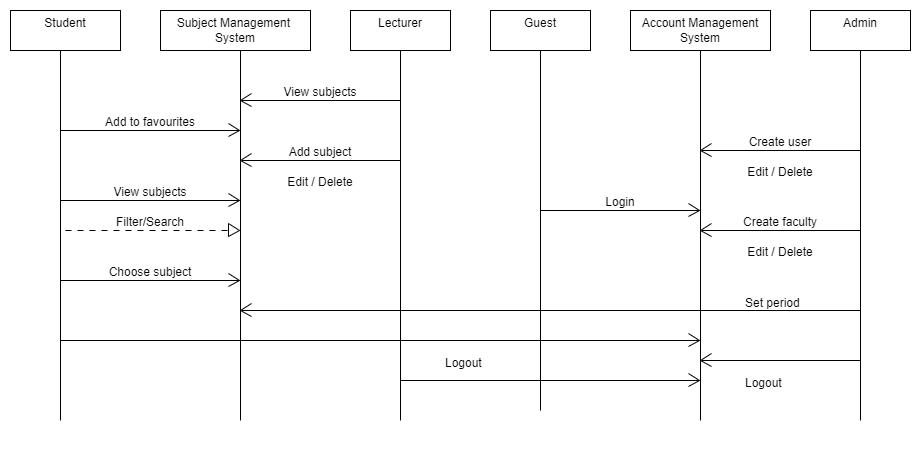 Student
Subject Management
System
Lecturer
Guest
Account Management
System
Admin
View subjects
Add to favourites
Create user
Add subject
Edit / Delete
Edit / Delete
View subjects
Login
Filter/Search
Create faculty
Edit / Delete
Choose subject
Set period
Logout
Logout